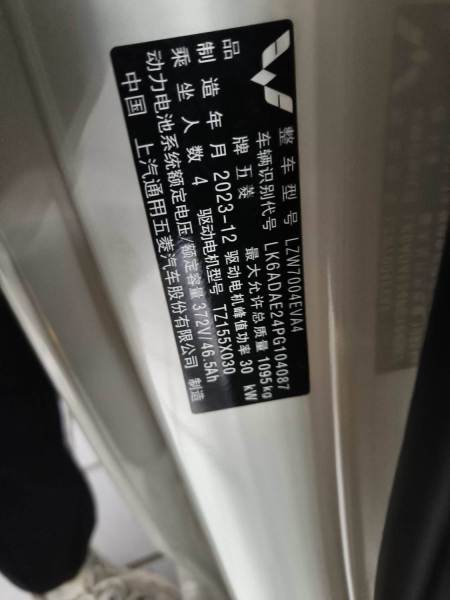 整车型号 LZW7004EVA4
车辆识别代号 LK6ADAE24PG104087
品牌 五菱 最大允许总质量 1095kg
制造年月 2023-12 驱动电机峰值功率 30 kW
乘坐人数 4 驱动电机型号 TZ155X030
动力电池系统额定电压/额定容量 372V/46.5Ah
中国 上汽通用五菱汽车股份有限公司 制造